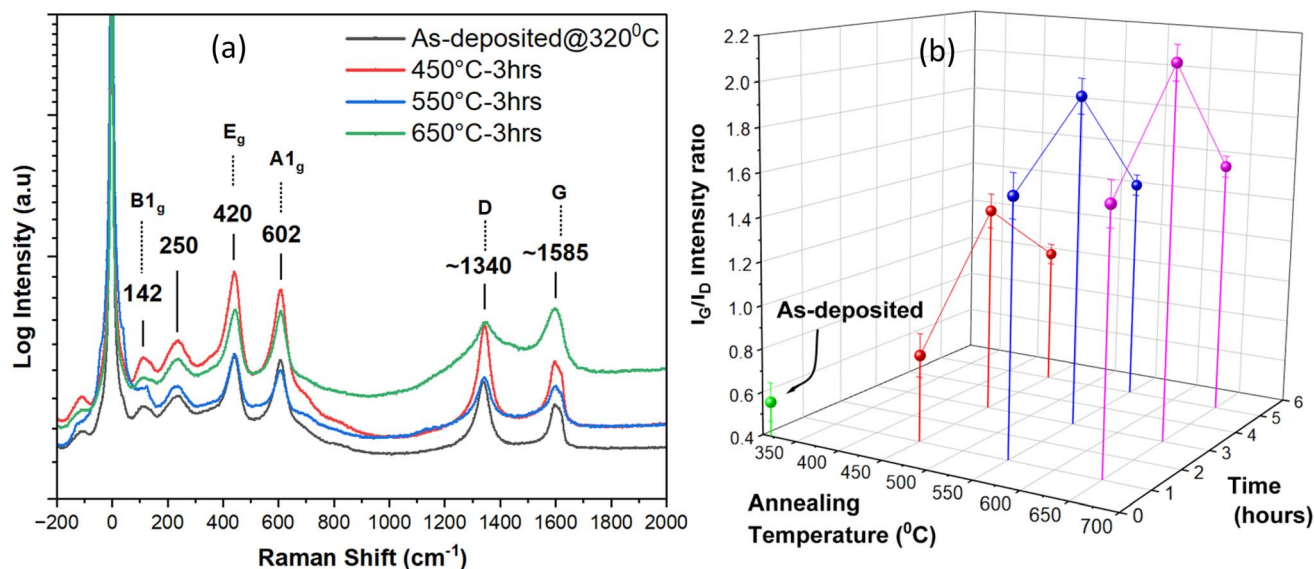 (a)
As-deposited@320⁰C
450°C-3hrs
550°C-3hrs
650°C-3hrs
B1g
142
250
Eg
420
A1g
602
D
~1340
G
~1585
Log Intensity (a.u)
−200 0 200 400 600 800 1000 1200 1400 1600 1800 2000
Raman Shift (cm⁻¹)
(b)
2.2
2.0
1.8
1.6
1.4
1.2
1.0
0.8
0.6
0.4
IG/ID Intensity ratio
As-deposited
350 400 450 500 550 600 650 700
Annealing
Temperature (⁰C)
0 1 2 3 4 5 6
Time
(hours)